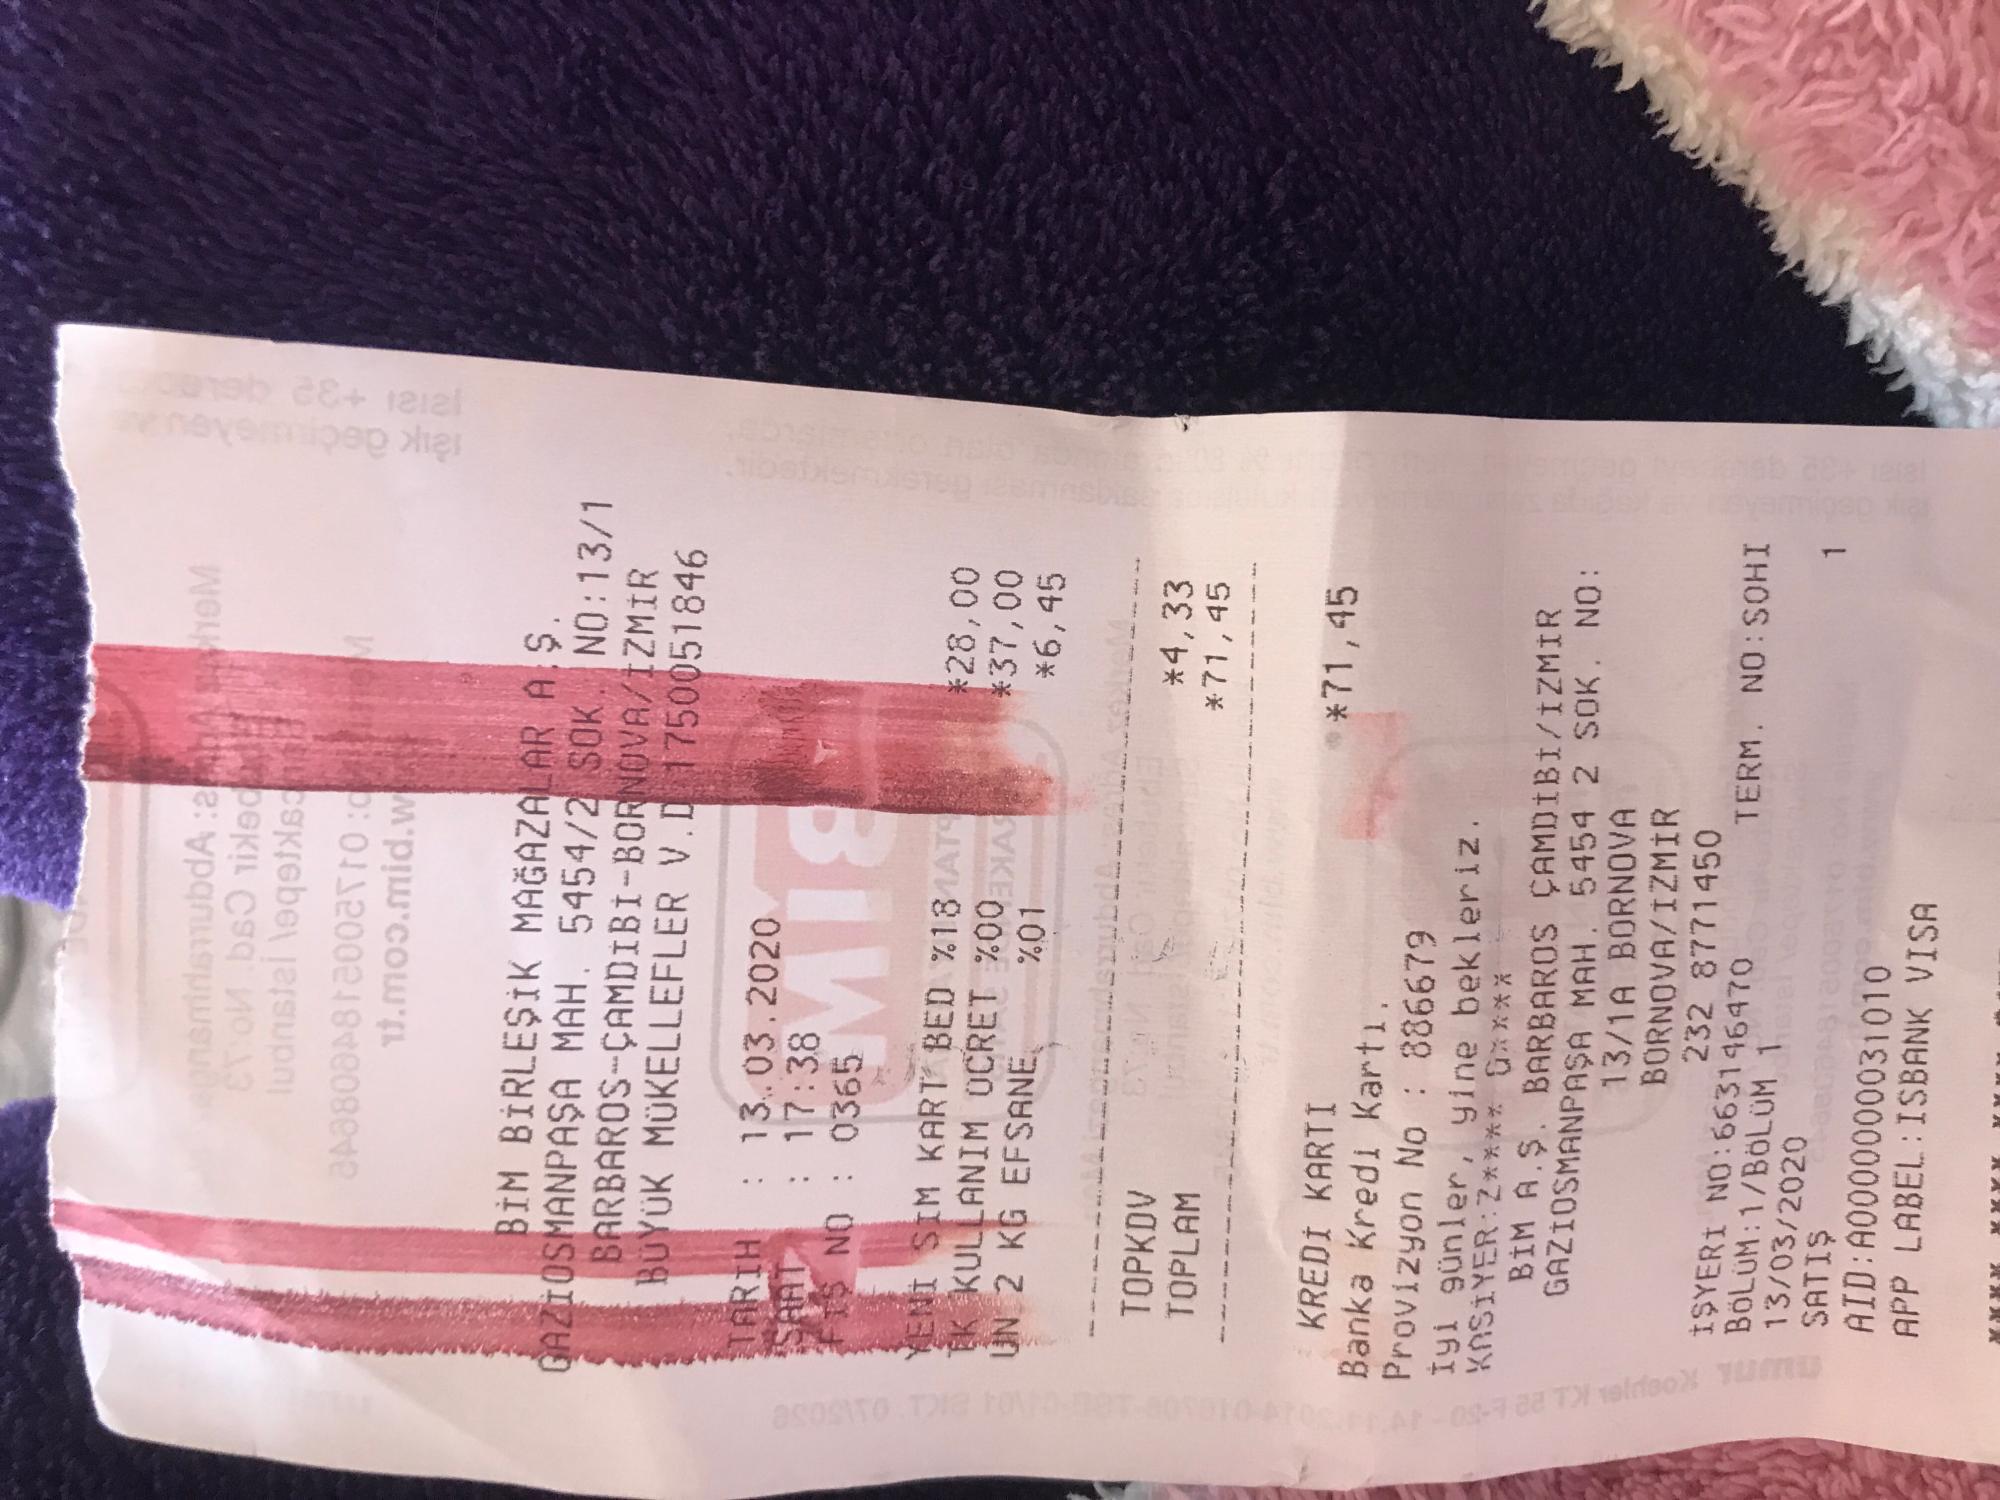 BİM BİRLEŞİK MAĞAZALAR A.Ş.
GAZİOSMANPAŞA MAH. 5454/2 SOK. NO:13/1
BARBAROS-ÇAMDİBİ-BORNOVA/İZMİR
BÜYÜK MÜKELLEFLER V.D 1750051846
TARİH : 13.03.2020
SAAT : 17:38
FİŞ NO : 0365
YENİ SIM KART BED %18 *28,00
TK KULLANIM ÜCRET %00 *37,00
UN 2 KG EFSANE %01 *6,45
TOPKDV *4,33
TOPLAM *71,45
KREDİ KARTI *71,45
Banka Kredi Kartı.
Provizyon No : 886679
İyi günler, yine bekleriz.
KASİYER:Z**** G****
BİM A.Ş. BARBAROS ÇAMDİBİ/İZMİR
GAZİOSMANPAŞA MAH. 5454 2 SOK. NO:
13/1A BORNOVA
BORNOVA/İZMİR
232 8771450
İŞYERİ NO:663146470 TERM. NO:SOHI
BÖLÜM:1/BÖLÜM 1
13/03/2020
SATIŞ 1
AID:A0000000031010
APP LABEL:ISBANK VISA